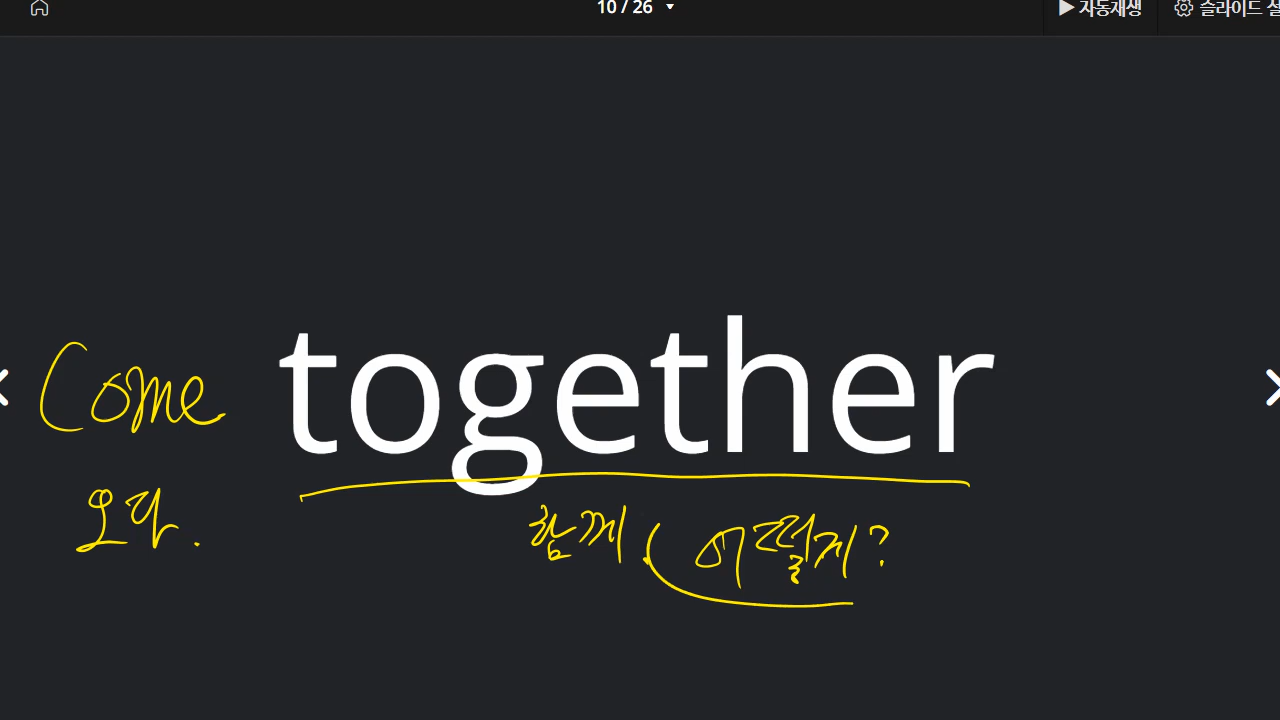 10 / 26 ▼ ▶ 자동재생 슬라이드
Come together
오다.
함께. 어떻게?